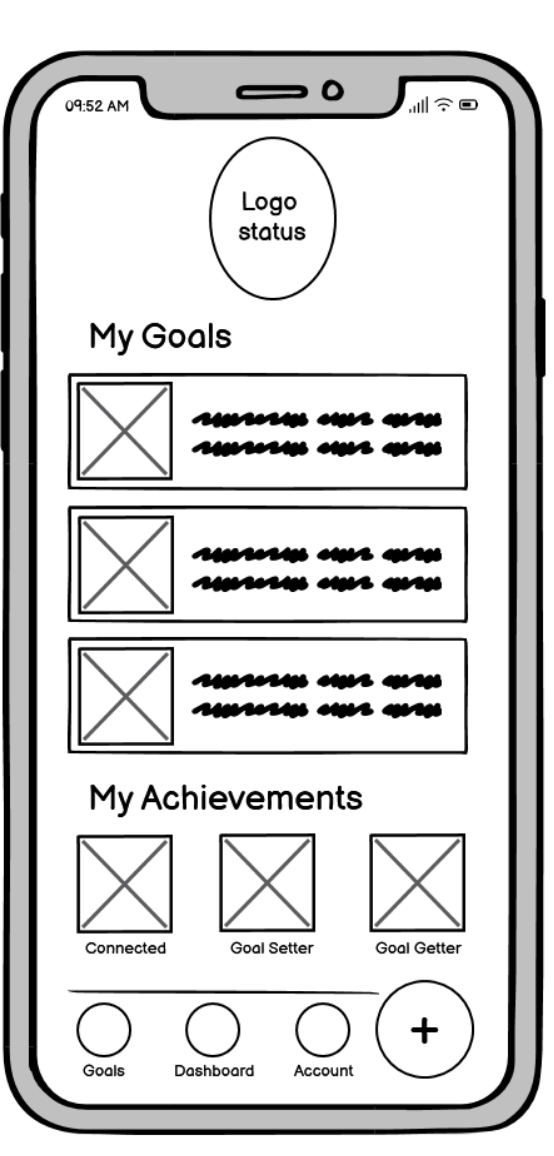 09:52 AM
Logo
status
My Goals
My Achievements
Connected Goal Setter Goal Getter
+
Goals Dashboard Account